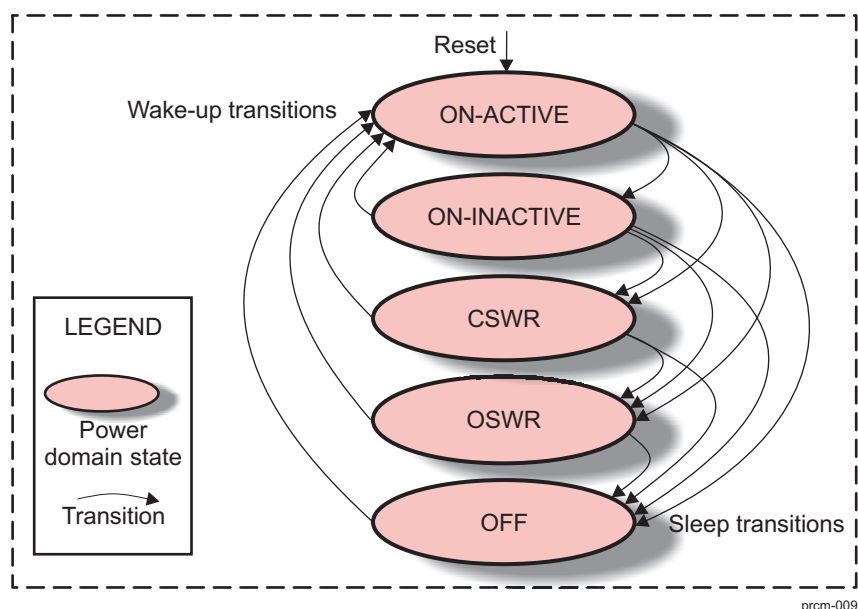 Reset
Wake-up transitions
ON-ACTIVE
ON-INACTIVE
CSWR
OSWR
OFF
Sleep transitions
LEGEND
Power
domain state
Transition
prcm-009